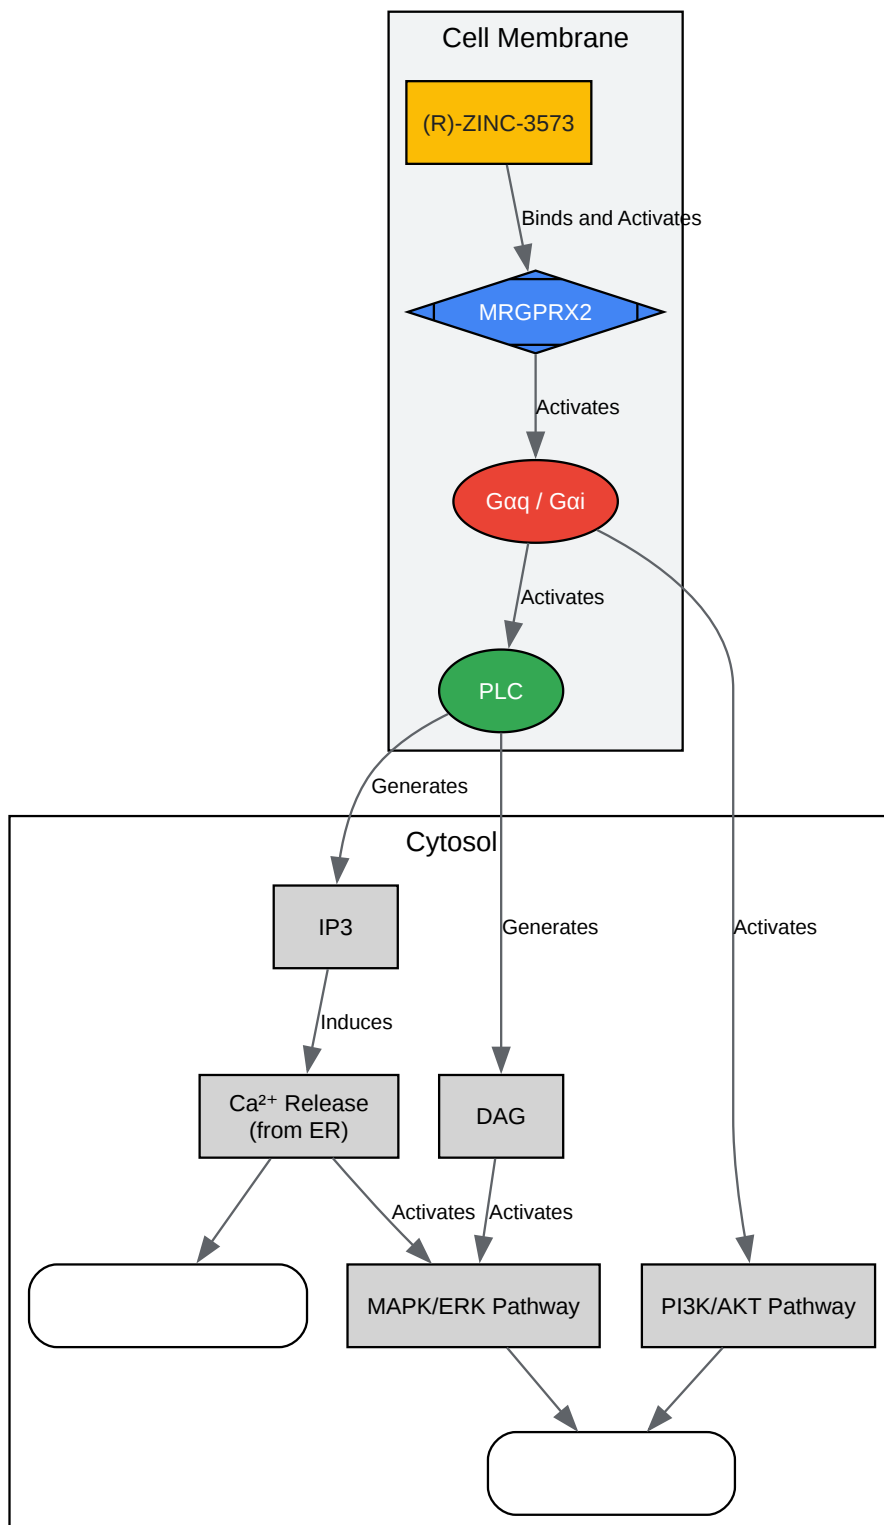 Cell Membrane
(R)-ZINC-3573
Binds and Activates
MRGPRX2
Activates
Gαq / Gαi
Activates
PLC
Generates
Cytosol
IP3
Generates
Activates
Induces
Ca²⁺ Release
(from ER)
DAG
Activates
Activates
MAPK/ERK Pathway
PI3K/AKT Pathway